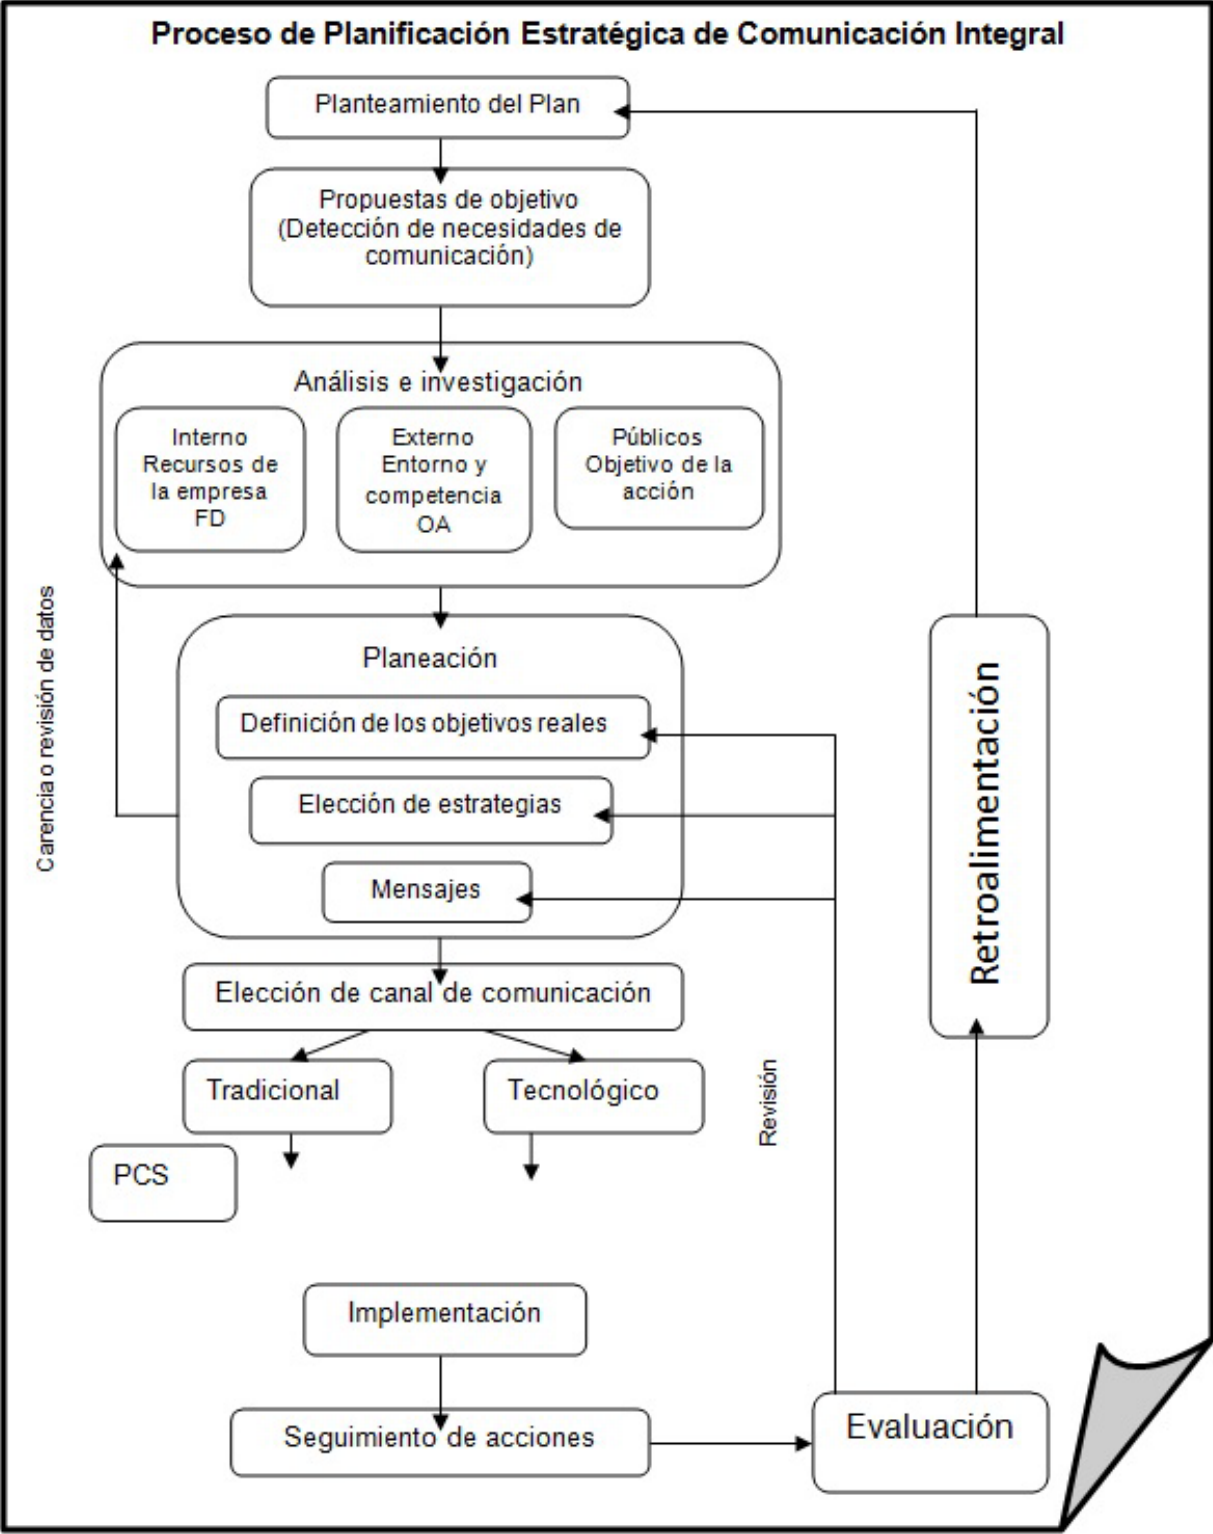 Proceso de Planificación Estratégica de Comunicación Integral
Planteamiento del Plan
Propuestas de objetivo
(Detección de necesidades de
comunicación)
Análisis e investigación
Interno
Recursos de
la empresa
FD
Externo
Entorno y
competencia
OA
Públicos
Objetivo de la
acción
Carencia o revisión de datos
Planeación
Definición de los objetivos reales
Elección de estrategias
Mensajes
Retroalimentación
Elección de canal de comunicación
Tradicional
Tecnológico
Revisión
PCS
Implementación
Seguimiento de acciones
Evaluación